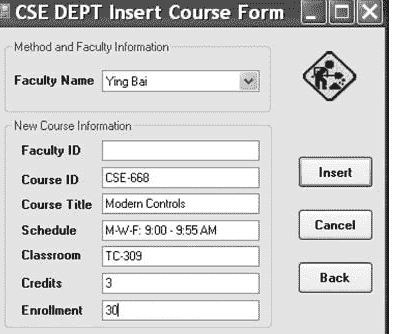 CSE DEPT Insert Course Form
Method and Faculty Information
Faculty Name Ying Bai
New Course Information
Faculty ID
Course ID CSE-668
Insert
Course Title Modern Controls
Schedule M-W-F: 9:00 - 9:55 AM
Cancel
Classroom TC-309
Credits 3
Back
Enrollment 30